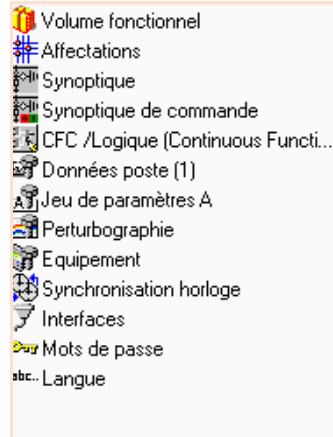 Volume fonctionnel
Affectations
Synoptique
Synoptique de commande
CFC /Logique (Continuous Functi...
Données poste (1)
Jeu de paramètres A
Perturbographie
Equipement
Synchronisation horloge
Interfaces
Mots de passe
abc.. Langue